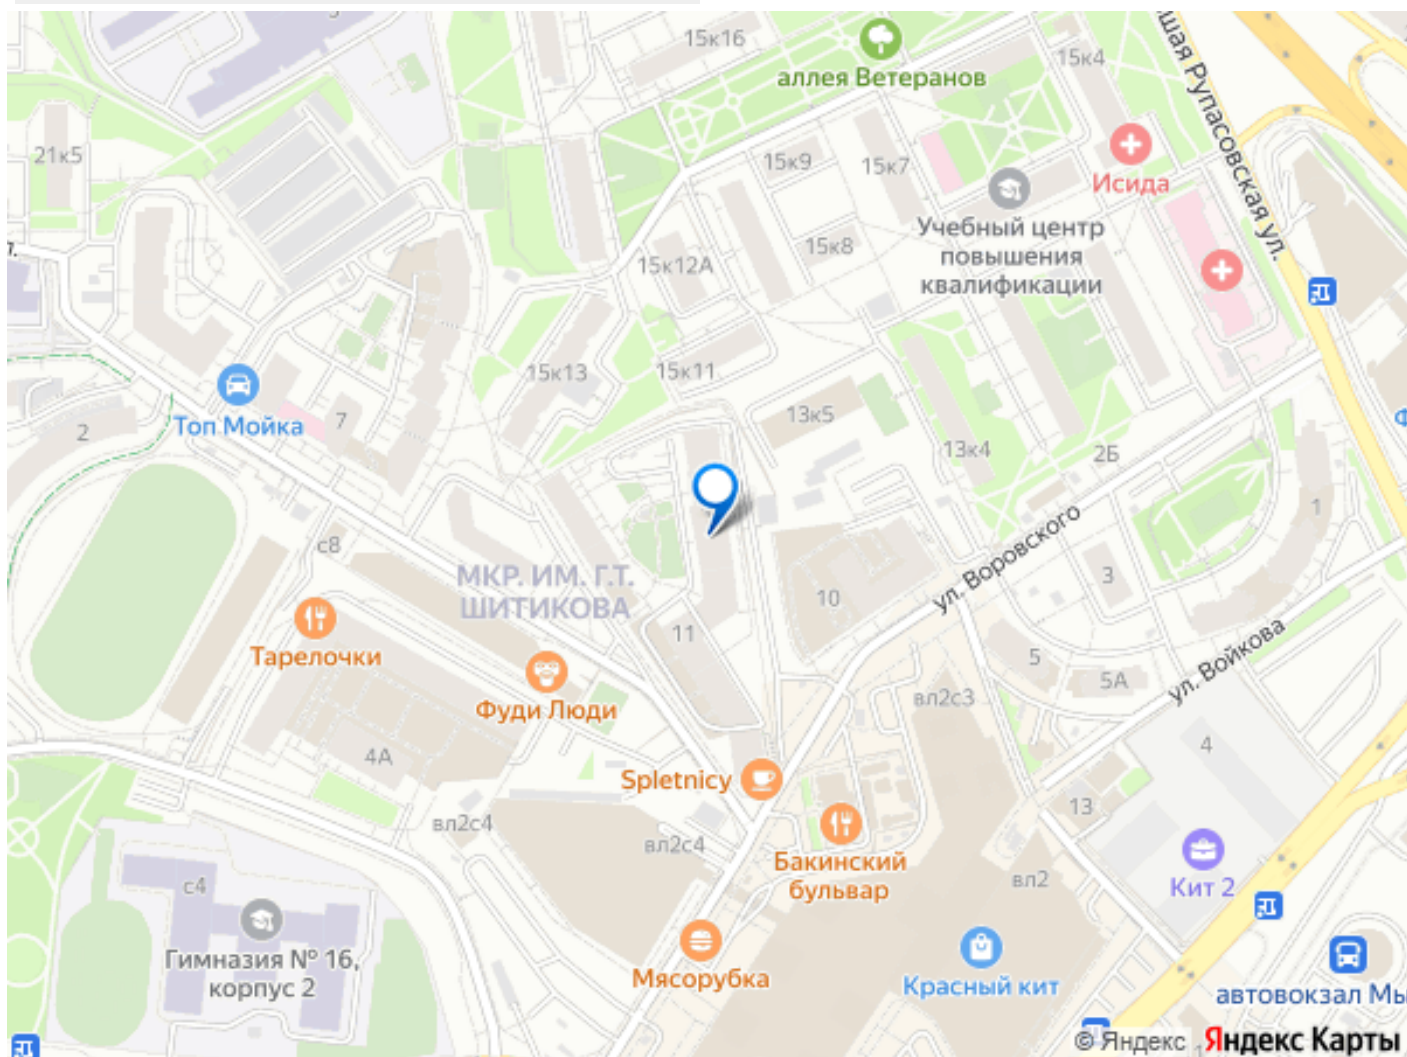 15к16
аллея Ветеранов
15к4
шая Рупасовская ул.
21к5
15к9
15к7
Исида
Учебный центр
повышения
квалификации
15к8
15к12А
15к13
15к11
13к5
Топ Мойка
7
2
13к4
2Б
1
с8
МКР. ИМ. Г.Т.
ШИТИКОВА
ул. Воровского
3
10
11
Тарелочки
Фуди Люди
5
5А
ул. Войкова
вл2с3
4
4А
Spletnicy
13
вл2с4
вл2с4
Бакинский
бульвар
вл2
Кит 2
с4
Гимназия № 16,
корпус 2
Мясорубка
Красный кит
автовокзал Мы
© Яндекс Яндекс Карты